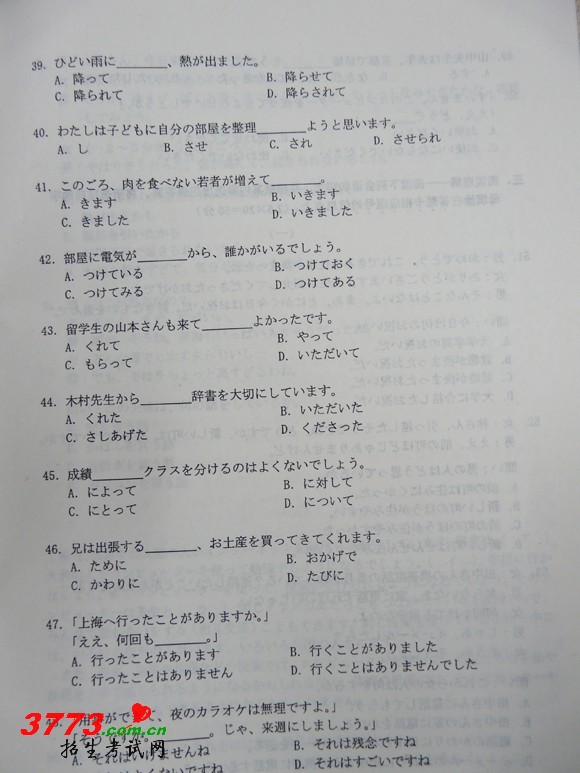 39. ひどい雨に________、熱が出ました。
A. 降って B. 降らせて
C. 降られて D. 降らされて
40. わたしは子どもに自分の部屋を整理________ようと思います。
A. し B. させ C. され D. させられ
41. このごろ、肉を食べない若者が増えて________。
A. きます B. いきます
C. きました D. いきました
42. 部屋に電気が________から、誰かがいるでしょう。
A. つけている B. つけておく
C. つけてみる D. つけてある
43. 留学生の山本さんも来て________よかったです。
A. くれて B. やって
C. もらって D. いただいて
44. 木村先生から________辞書を大切にしています。
A. くれた B. いただいた
C. さしあげた D. くださった
45. 成績________クラスを分けるのはよくないでしょう。
A. によって B. に対して
C. にとって D. について
46. 兄は出張する________、お土産を買ってきてくれます。
A. ために B. おかげで
C. かわりに D. たびに
47. 「上海へ行ったことがありますか。」
「ええ、何回も________。」
A. 行ったことがあります B. 行くことがありました
C. 行ったことはありません D. 行くことはありませんでした
、夜のカラオケは無理ですよ。」
________。じゃ、来週にしましょう。」
A. それはいけませんね B. それは残念ですね
よくないですね D. それはすごいですね
3773.com.cn
招生考试网